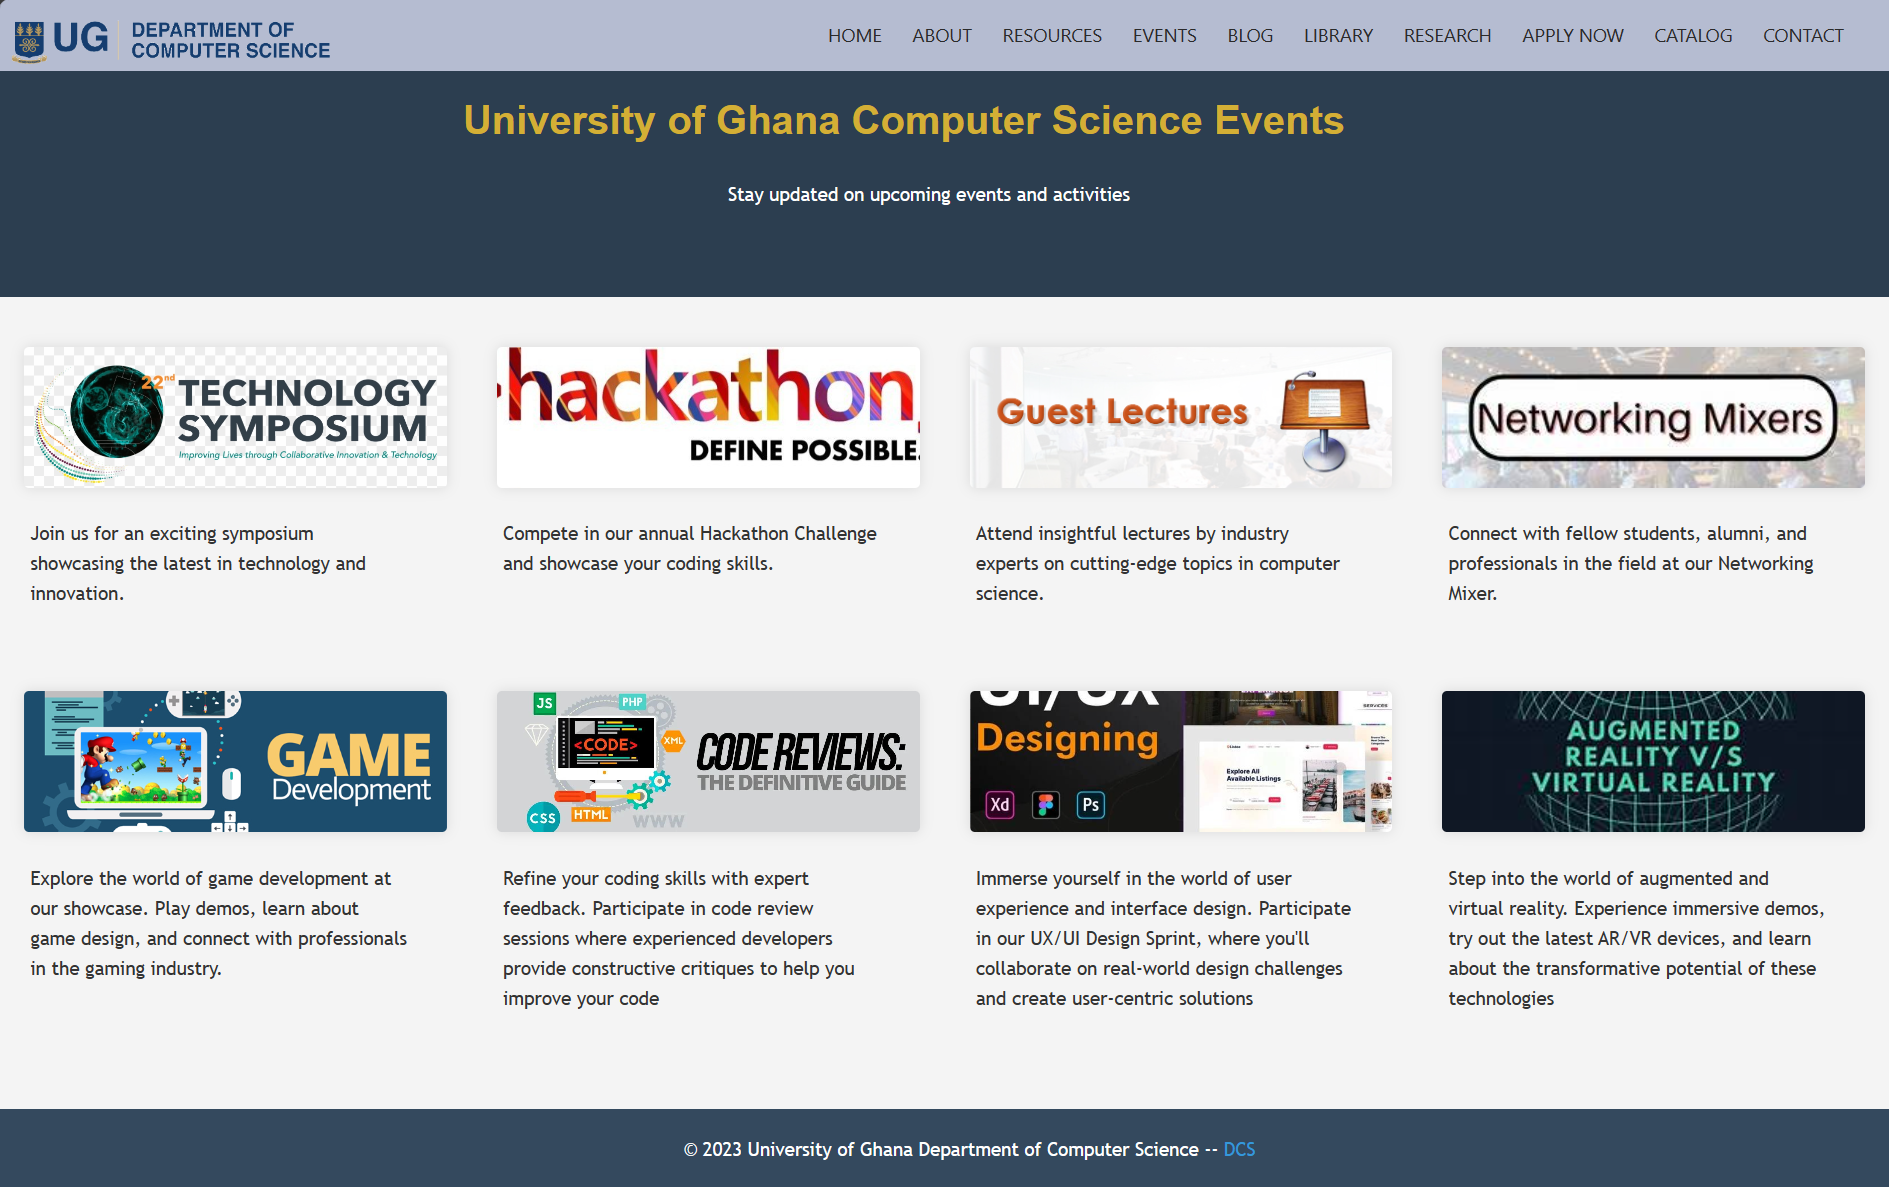 UG
DEPARTMENT OF
COMPUTER SCIENCE
HOME ABOUT RESOURCES EVENTS BLOG LIBRARY RESEARCH APPLY NOW CATALOG CONTACT
University of Ghana Computer Science Events
Stay updated on upcoming events and activities
22nd
TECHNOLOGY
SYMPOSIUM
Improving Lives through Collaborative Innovation & Technology
Join us for an exciting symposium
showcasing the latest in technology and
innovation.
hackathon
DEFINE POSSIBLE.
Compete in our annual Hackathon Challenge
and showcase your coding skills.
Guest Lectures
Attend insightful lectures by industry
experts on cutting-edge topics in computer
science.
Networking Mixers
Connect with fellow students, alumni, and
professionals in the field at our Networking
Mixer.
GAME
Development
Explore the world of game development at
our showcase. Play demos, learn about
game design, and connect with professionals
in the gaming industry.
JS
PHP
<CODE>
XML
CODE REVIEWS:
THE DEFINITIVE GUIDE
CSS
HTML
WWW
Refine your coding skills with expert
feedback. Participate in code review
sessions where experienced developers
provide constructive critiques to help you
improve your code
UI/UX
Designing
Xd
Ps
SERVICES
Explore All
Available Listings
Immerse yourself in the world of user
experience and interface design. Participate
in our UX/UI Design Sprint, where you'll
collaborate on real-world design challenges
and create user-centric solutions
AUGMENTED
REALITY V/S
VIRTUAL REALITY
Step into the world of augmented and
virtual reality. Experience immersive demos,
try out the latest AR/VR devices, and learn
about the transformative potential of these
technologies
© 2023 University of Ghana Department of Computer Science -- DCS